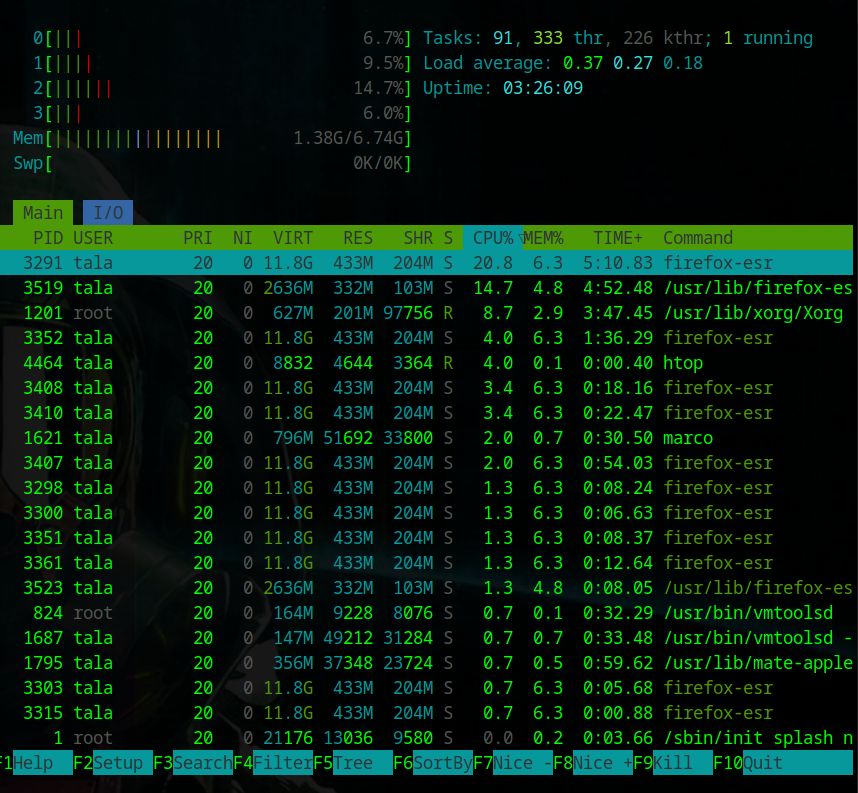 0[||| 6.7%] Tasks: 91, 333 thr, 226 kthr; 1 running
1[|||| 9.5%] Load average: 0.37 0.27 0.18
2[|||||| 14.7%] Uptime: 03:26:09
3[||| 6.0%]
Mem[||||||||||||||||| 1.38G/6.74G]
Swp[ 0K/0K]
Main I/O
PID USER PRI NI VIRT RES SHR S CPU%▽MEM% TIME+ Command
3291 tala 20 0 11.8G 433M 204M S 20.8 6.3 5:10.83 firefox-esr
3519 tala 20 0 2636M 332M 103M S 14.7 4.8 4:52.48 /usr/lib/firefox-es
1201 root 20 0 627M 201M 97756 R 8.7 2.9 3:47.45 /usr/lib/xorg/Xorg
3352 tala 20 0 11.8G 433M 204M S 4.0 6.3 1:36.29 firefox-esr
4464 tala 20 0 8832 4644 3364 R 4.0 0.1 0:00.40 htop
3408 tala 20 0 11.8G 433M 204M S 3.4 6.3 0:18.16 firefox-esr
3410 tala 20 0 11.8G 433M 204M S 3.4 6.3 0:22.47 firefox-esr
1621 tala 20 0 796M 51692 33800 S 2.0 0.7 0:30.50 marco
3407 tala 20 0 11.8G 433M 204M S 2.0 6.3 0:54.03 firefox-esr
3298 tala 20 0 11.8G 433M 204M S 1.3 6.3 0:08.24 firefox-esr
3300 tala 20 0 11.8G 433M 204M S 1.3 6.3 0:06.63 firefox-esr
3351 tala 20 0 11.8G 433M 204M S 1.3 6.3 0:08.37 firefox-esr
3361 tala 20 0 11.8G 433M 204M S 1.3 6.3 0:12.64 firefox-esr
3523 tala 20 0 2636M 332M 103M S 1.3 4.8 0:08.05 /usr/lib/firefox-es
824 root 20 0 164M 9228 8076 S 0.7 0.1 0:32.29 /usr/bin/vmtoolsd
1687 tala 20 0 147M 49212 31284 S 0.7 0.7 0:33.48 /usr/bin/vmtoolsd -
1795 tala 20 0 356M 37348 23724 S 0.7 0.5 0:59.62 /usr/lib/mate-apple
3303 tala 20 0 11.8G 433M 204M S 0.7 6.3 0:05.68 firefox-esr
3315 tala 20 0 11.8G 433M 204M S 0.7 6.3 0:00.88 firefox-esr
1 root 20 0 21176 13036 9580 S 0.0 0.2 0:03.66 /sbin/init splash n
F1Help F2Setup F3SearchF4FilterF5Tree F6SortByF7Nice -F8Nice +F9Kill F10Quit